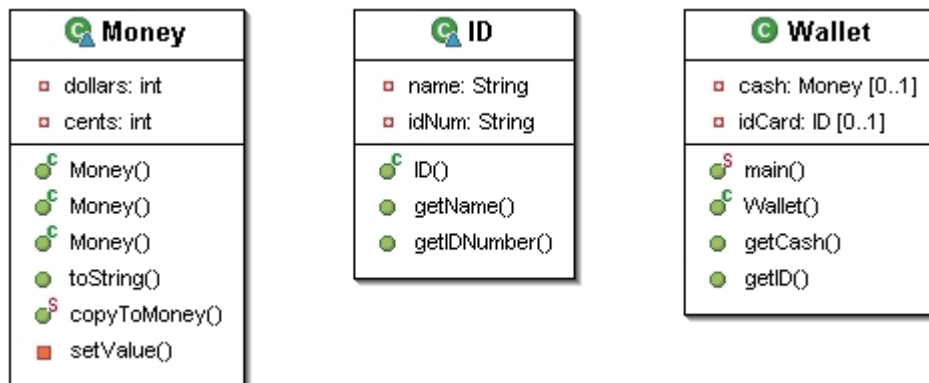 Money
dollars: int
cents: int
Money()
Money()
Money()
toString()
copyToMoney()
setValue()
ID
name: String
idNum: String
ID()
getName()
getIDNumber()
Wallet
cash: Money [0..1]
idCard: ID [0..1]
main()
Wallet()
getCash()
getID()